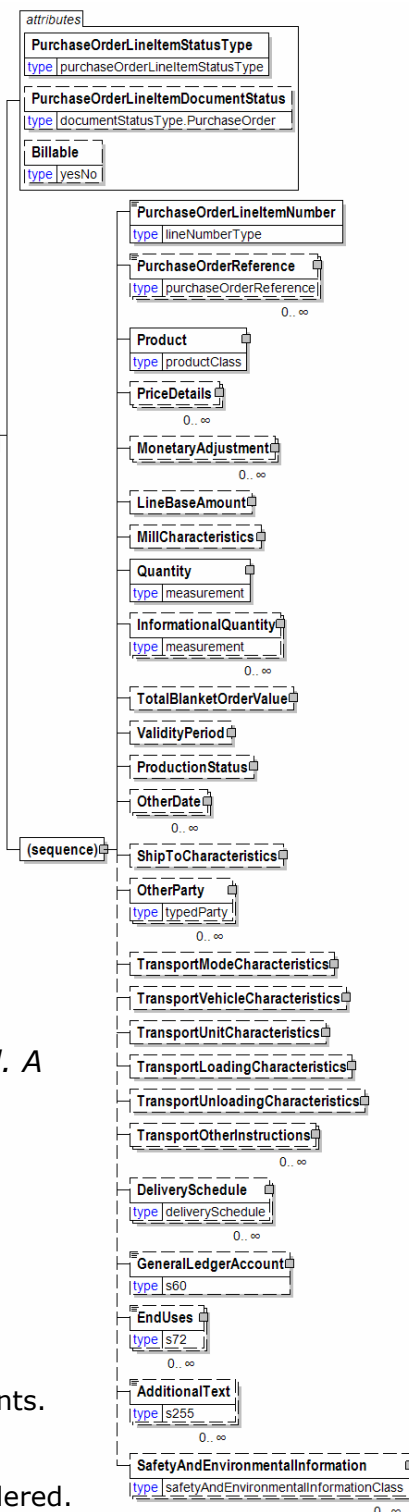 attributes
PurchaseOrderLineItemStatusType
type purchaseOrderLineItemStatusType
PurchaseOrderLineItemDocumentStatus
type documentStatusType.PurchaseOrder
Billable
type yesNo
(sequence)
PurchaseOrderLineItemNumber
type lineNumberType
PurchaseOrderReference
type purchaseOrderReference
0.. ∞
Product
type productClass
PriceDetails
0.. ∞
MonetaryAdjustment
0.. ∞
LineBaseAmount
MillCharacteristics
Quantity
type measurement
InformationalQuantity
type measurement
0.. ∞
TotalBlanketOrderValue
ValidityPeriod
ProductionStatus
OtherDate
0.. ∞
ShipToCharacteristics
OtherParty
type typedParty
0.. ∞
TransportModeCharacteristics
TransportVehicleCharacteristics
TransportUnitCharacteristics
TransportLoadingCharacteristics
TransportUnloadingCharacteristics
TransportOtherInstructions
0.. ∞
DeliverySchedule
type deliverySchedule
0.. ∞
GeneralLedgerAccount
type s60
EndUses
type s72
0.. ∞
AdditionalText
type s255
0.. ∞
SafetyAndEnvironmentalInformation
type safetyAndEnvironmentalInformationClass
0.. ∞
. A
nts.
dered.